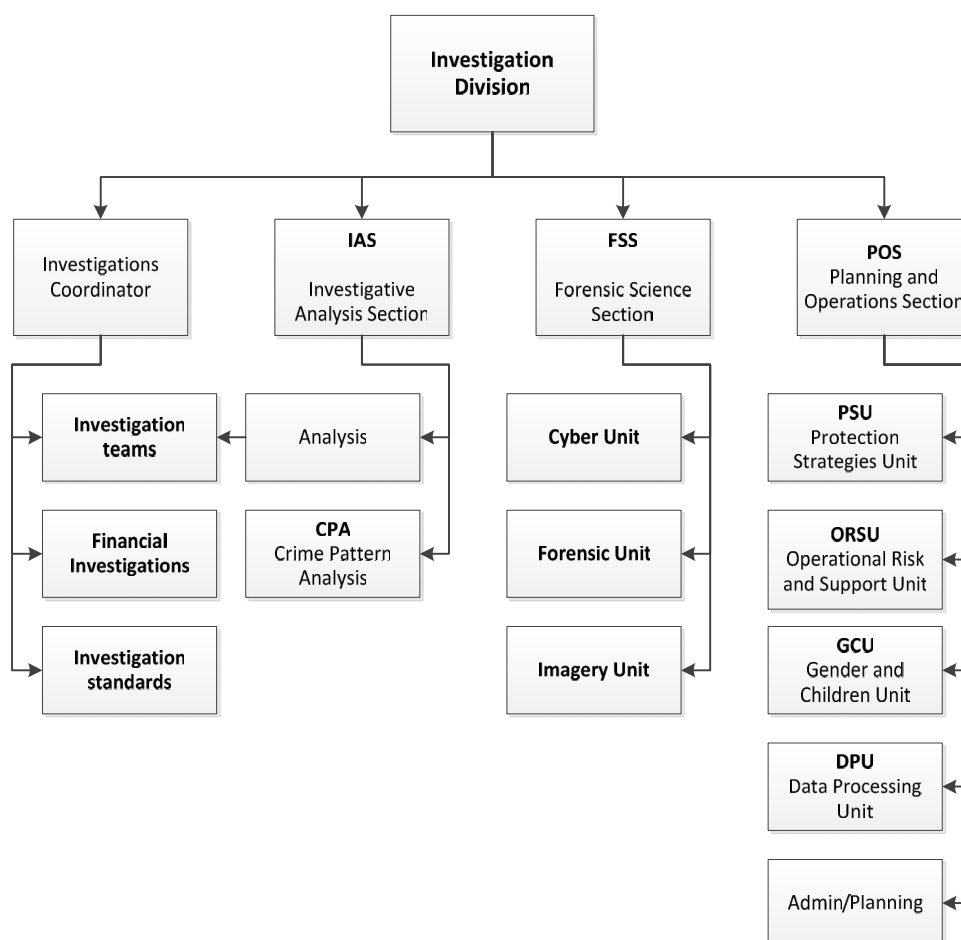 Investigation
Division
Investigations
Coordinator
IAS
Investigative
Analysis Section
FSS
Forensic Science
Section
POS
Planning and
Operations Section
Investigation
teams
Analysis
Cyber Unit
PSU
Protection
Strategies Unit
Financial
Investigations
CPA
Crime Pattern
Analysis
Forensic Unit
ORSU
Operational Risk
and Support Unit
Investigation
standards
Imagery Unit
GCU
Gender and
Children Unit
DPU
Data Processing
Unit
Admin/Planning